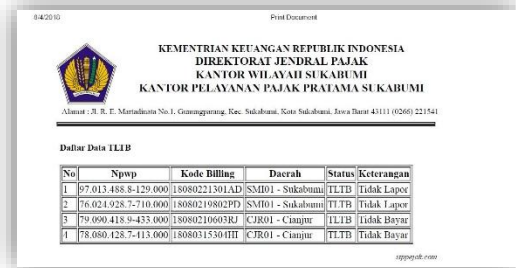 8/4/2018 Print Document
KEMENTRIAN KEUANGAN REPUBLIK INDONESIA
DIREKTORAT JENDRAL PAJAK
KANTOR WILAYAH SUKABUMI
KANTOR PELAYANAN PAJAK PRATAMA SUKABUMI
Alamat : Jl. R. E. Martadinata No.1, Gunungparang, Kec. Sukabumi, Kota Sukabumi, Jawa Barat 43111 (0266) 221541
Daftar Data TLTB
No Npwp Kode Billing Daerah Status Keterangan
1 97.013.488.8-129.000 18080221301AD SMI01 - Sukabumi TLTB Tidak Lapor
2 76.024.928.7-710.000 18080219802PD SMI01 - Sukabumi TLTB Tidak Lapor
3 79.090.418.9-433.000 18080210603RJ CJR01 - Cianjur TLTB Tidak Bayar
4 78.080.428.7-413.000 18080315304HI CJR01 - Cianjur TLTB Tidak Bayar
sippajak.com